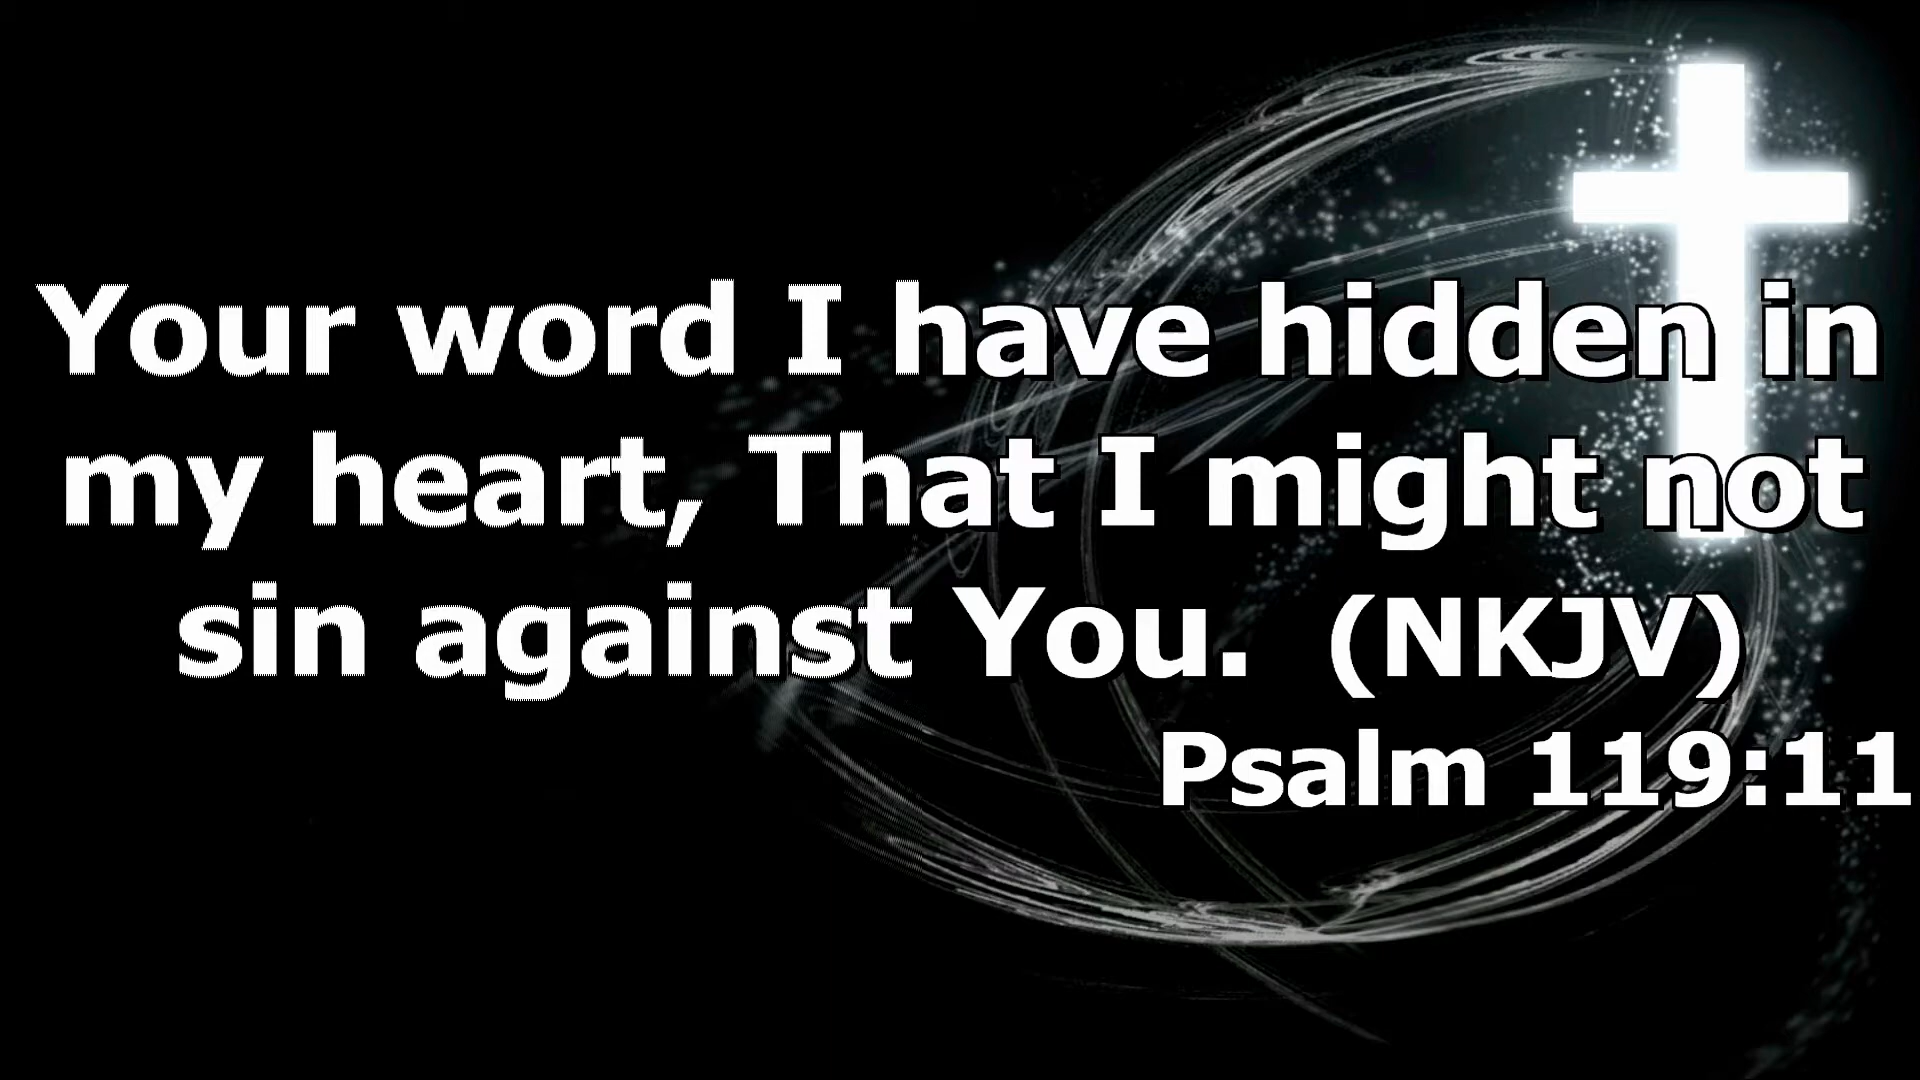 Your word I have hidden in
my heart, That I might not
sin against You. (NKJV)
Psalm 119:11